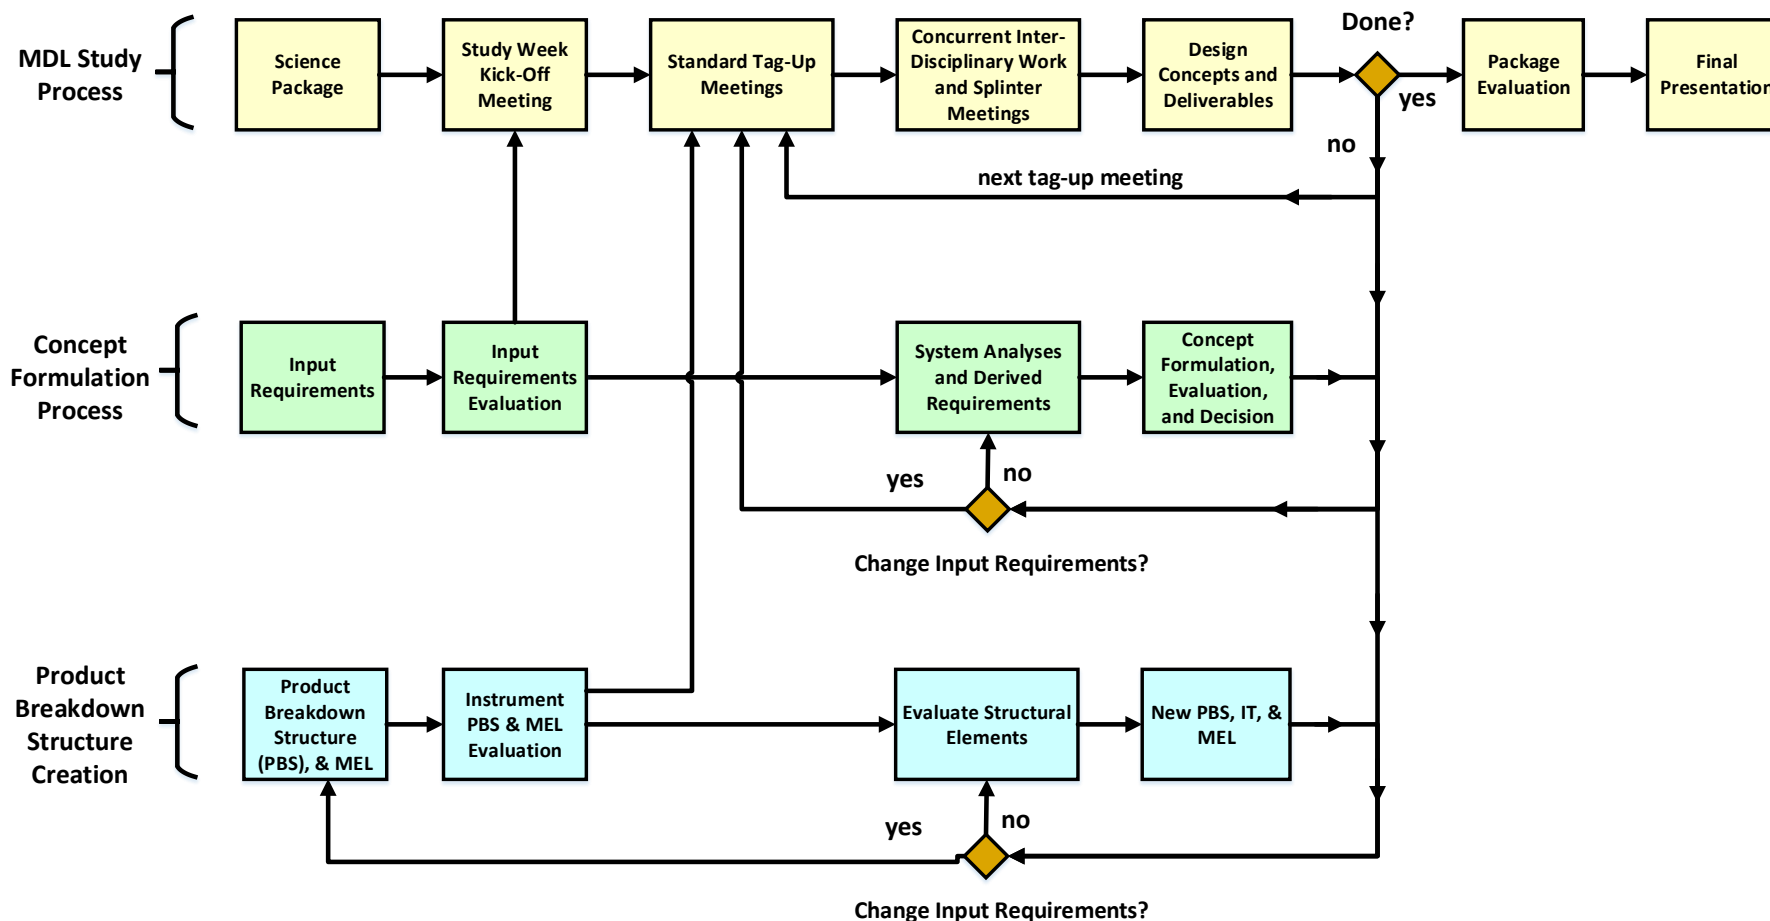 MDL Study
Process
Science
Package
Study Week
Kick-Off
Meeting
Standard Tag-Up
Meetings
Concurrent Inter-
Disciplinary Work
and Splinter
Meetings
Design
Concepts and
Deliverables
Done?
yes
no
Package
Evaluation
Final
Presentation
next tag-up meeting
Concept
Formulation
Process
Input
Requirements
Input
Requirements
Evaluation
System Analyses
and Derived
Requirements
Concept
Formulation,
Evaluation,
and Decision
yes
no
Change Input Requirements?
Product
Breakdown
Structure
Creation
Product
Breakdown
Structure
(PBS), & MEL
Instrument
PBS & MEL
Evaluation
Evaluate Structural
Elements
New PBS, IT, &
MEL
yes
no
Change Input Requirements?